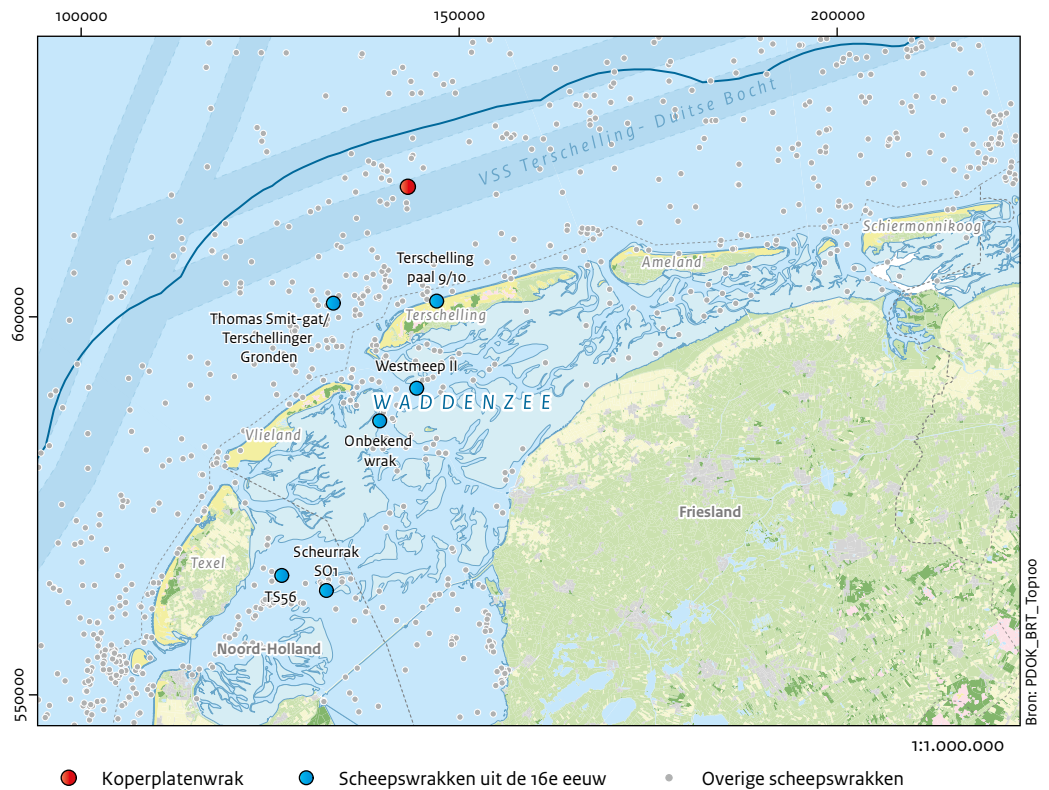 100000
150000
200000
600000
550000
VSS Terschelling- Duitse Bocht
Schiermonnikoog
Ameland
Terschelling
paal 9/10
Terschelling
Thomas Smit-gat/
Terschellinger
Gronden
Westmeep II
WADDENZEE
Vlieland
Onbekend
wrak
Friesland
Texel
Scheurrak
SO1
TS56
Noord-Holland
Bron: PDOK_BRT_Top100
1:1.000.000
Koperplatenwrak
Scheepswrakken uit de 16e eeuw
Overige scheepswrakken